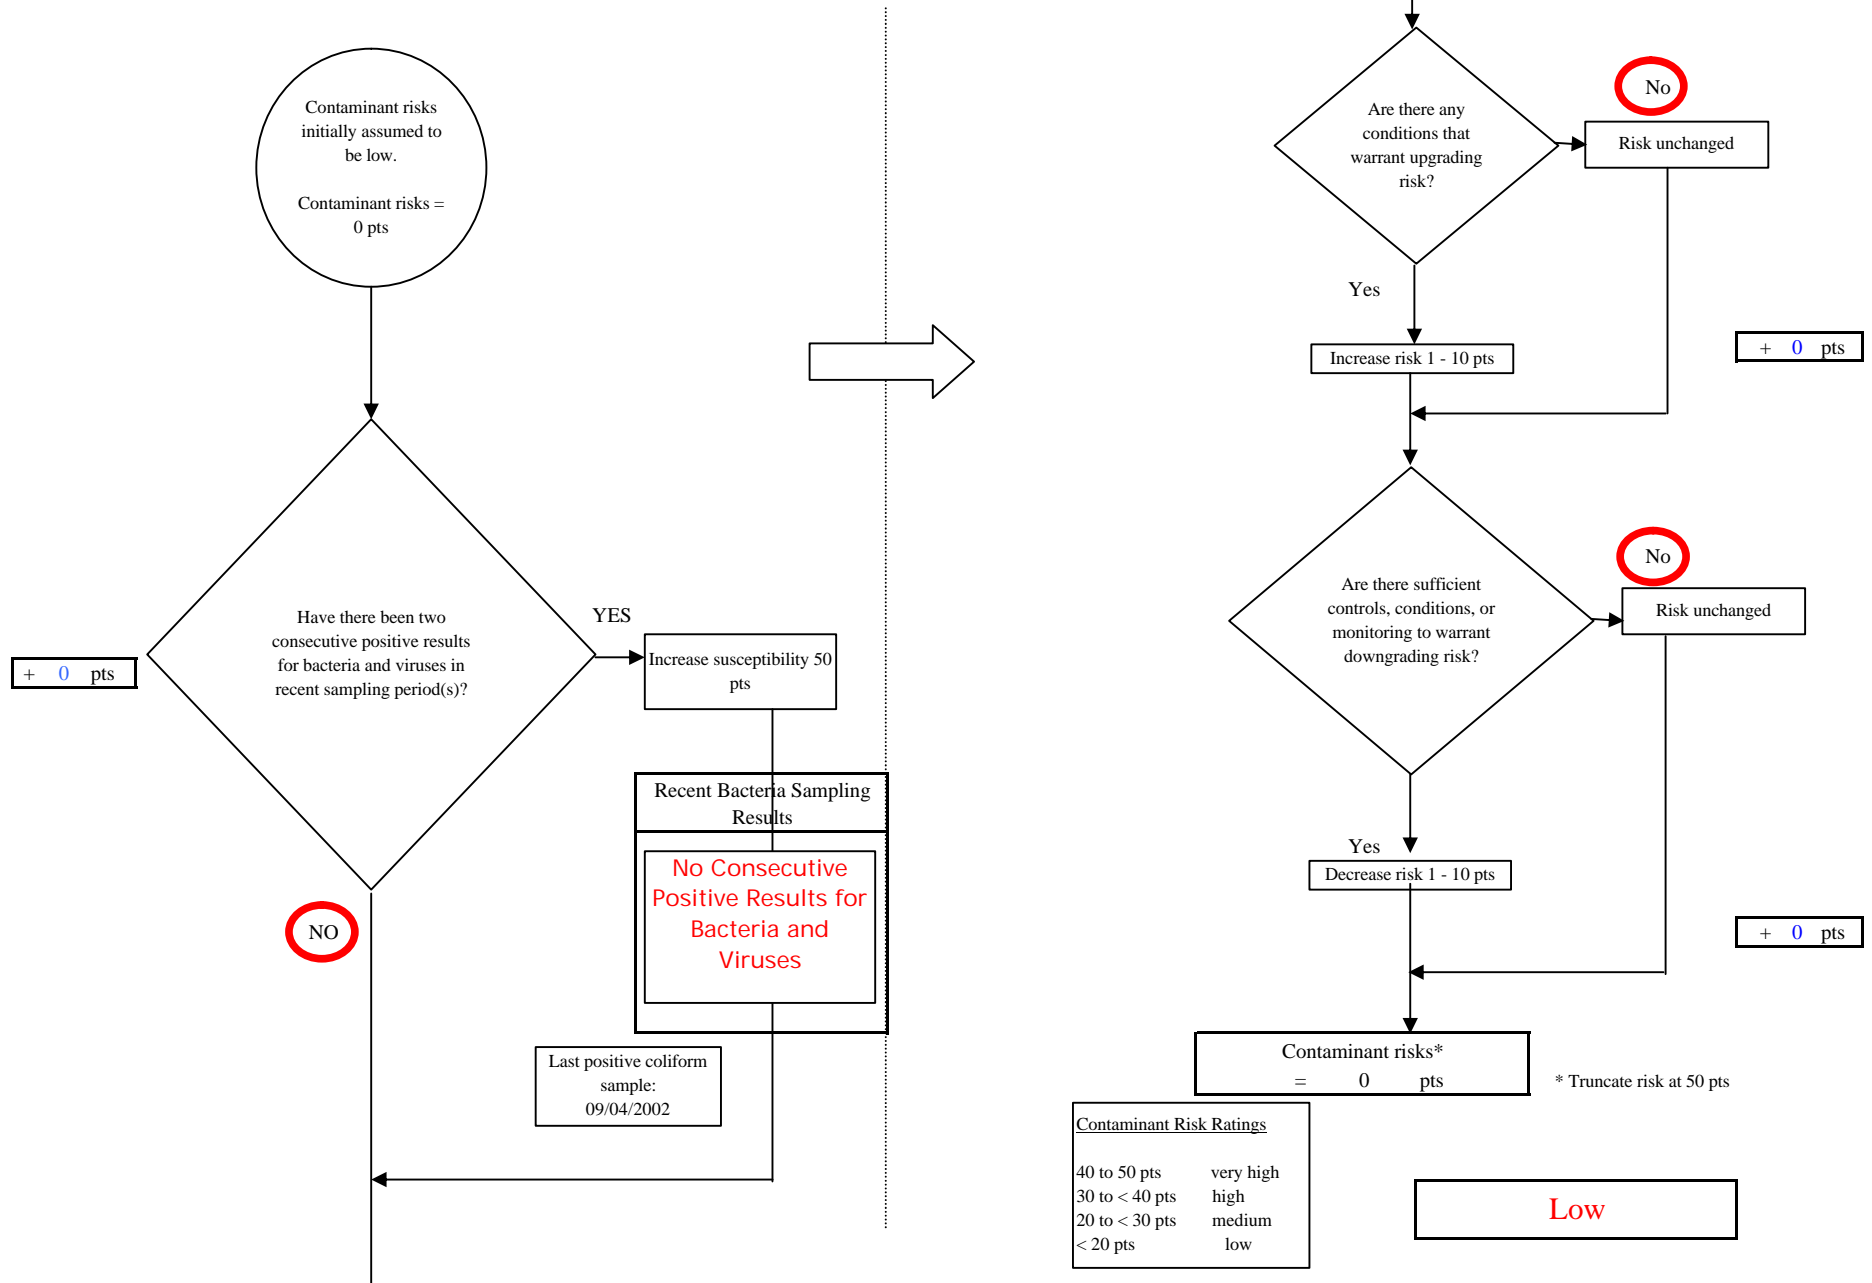 Contaminant risks
initially assumed to
be low.
Contaminant risks =
0 pts
Have there been two
consecutive positive results
for bacteria and viruses in
recent sampling period(s)?
+ 0 pts
YES
Increase susceptibility 50
pts
Recent Bacteria Sampling
Results
No Consecutive
Positive Results for
Bacteria and
Viruses
NO
Last positive coliform
sample:
09/04/2002
Are there any
conditions that
warrant upgrading
risk?
No
Risk unchanged
Yes
Increase risk 1 - 10 pts
+ 0 pts
Are there sufficient
controls, conditions, or
monitoring to warrant
downgrading risk?
No
Risk unchanged
Yes
Decrease risk 1 - 10 pts
+ 0 pts
Contaminant risks*
= 0 pts
* Truncate risk at 50 pts
Contaminant Risk Ratings
40 to 50 pts very high
30 to < 40 pts high
20 to < 30 pts medium
< 20 pts low
Low